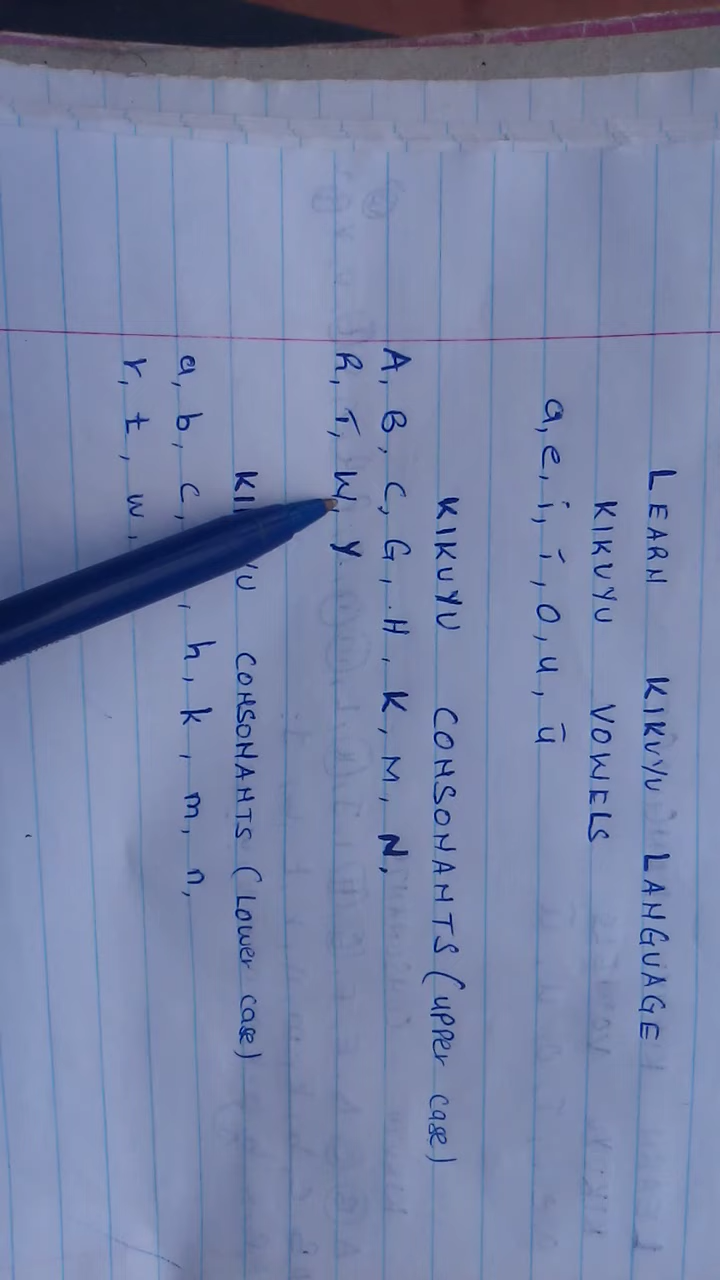 LEARN KIKUYU LANGUAGE
KIKUYU VOWELS
a, e, i, ī, o, u, ū
KIKUYU CONSONANTS (upper case)
A, B, C, G, H, K, M, N,
R, T, W, Y.
CONSONANTS (Lower case)
a, b, c, , h, k, m, n,
r, t, w,